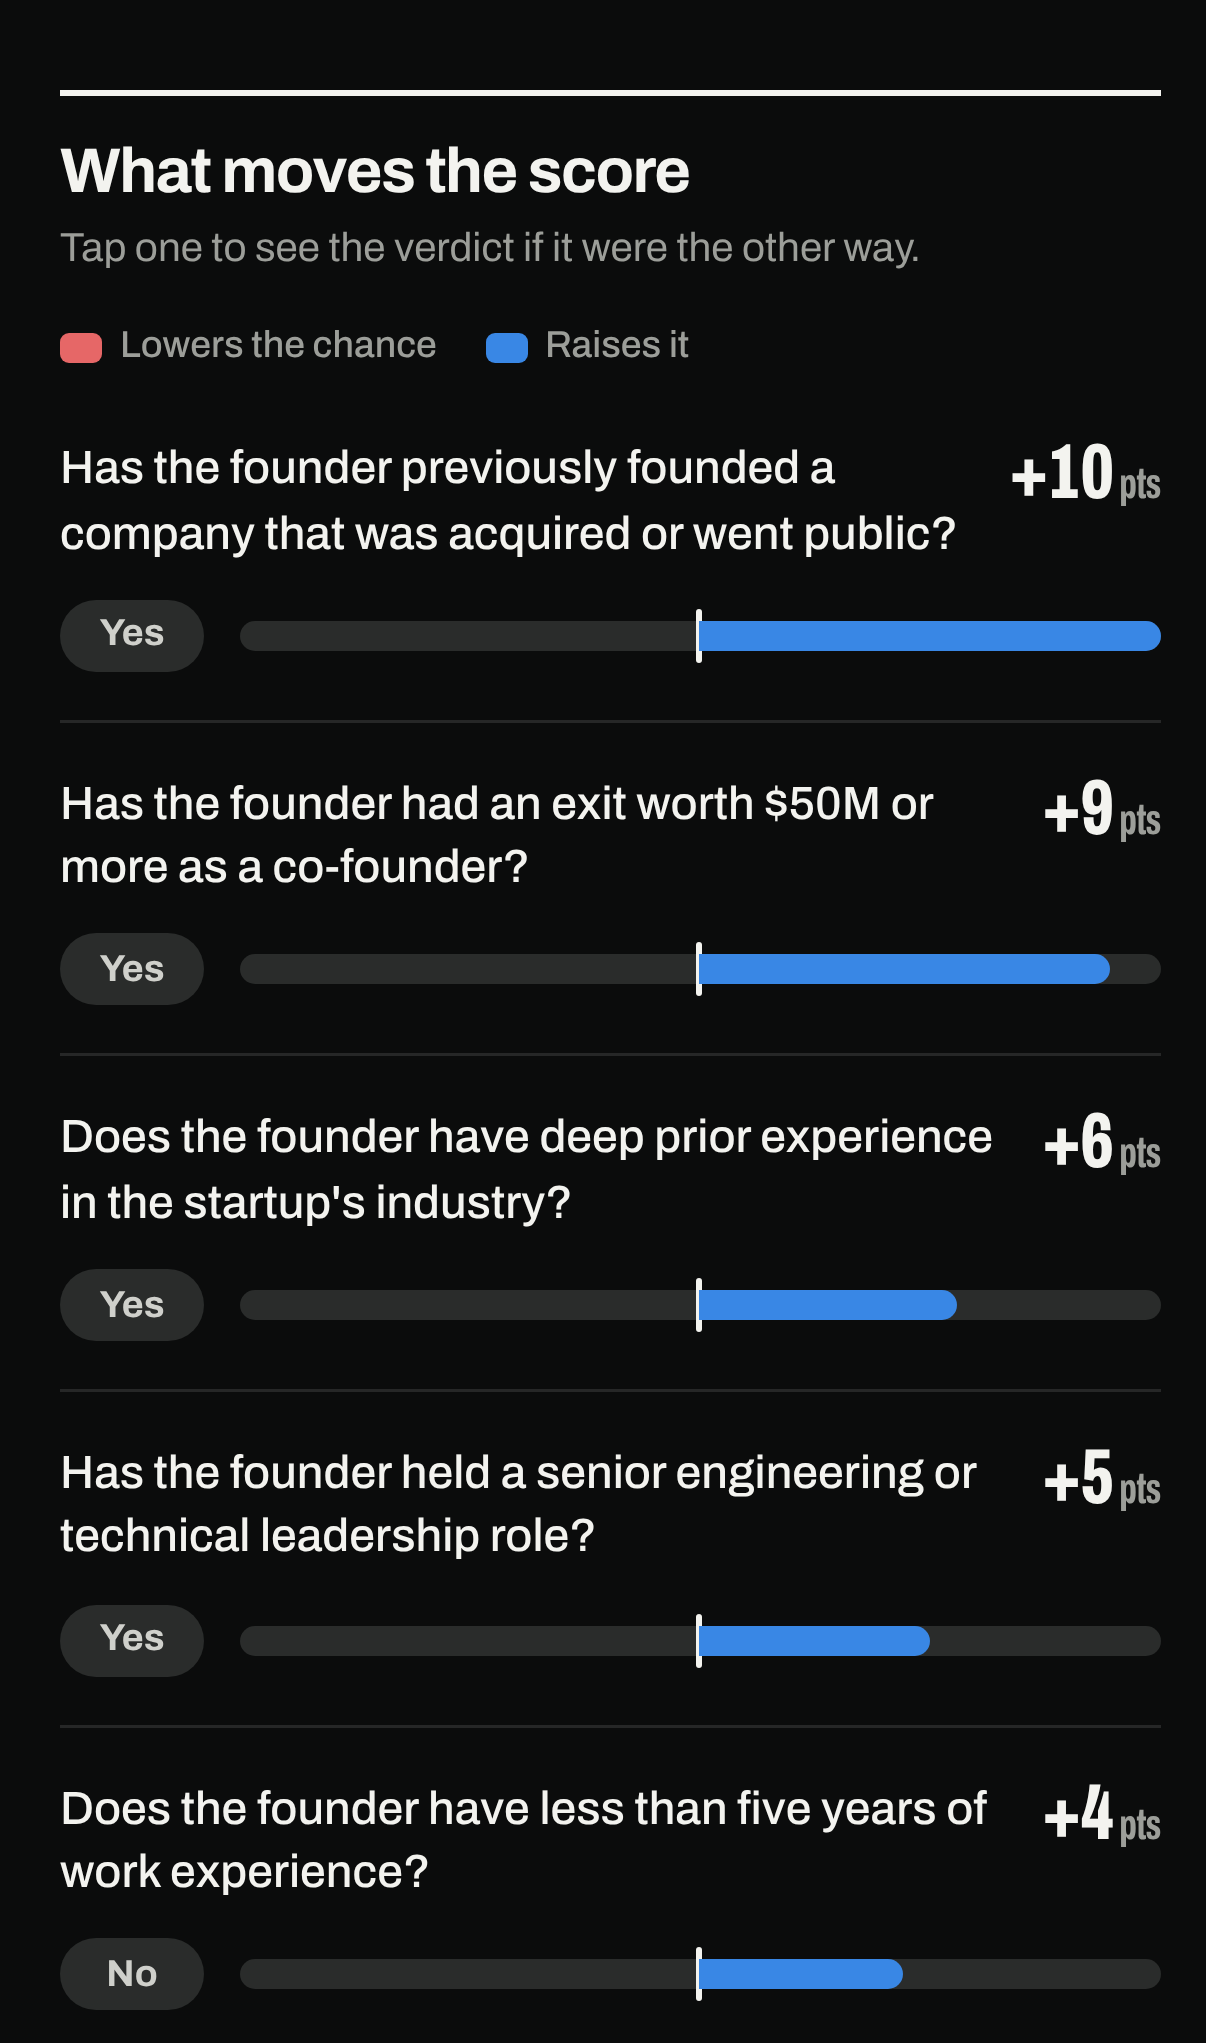 What moves the score
Tap one to see the verdict if it were the other way.
Lowers the chance Raises it
Has the founder previously founded a
company that was acquired or went public?
+10 pts
Yes
Has the founder had an exit worth $50M or
more as a co-founder?
+9 pts
Yes
Does the founder have deep prior experience
in the startup's industry?
+6 pts
Yes
Has the founder held a senior engineering or
technical leadership role?
+5 pts
Yes
Does the founder have less than five years of
work experience?
+4 pts
No